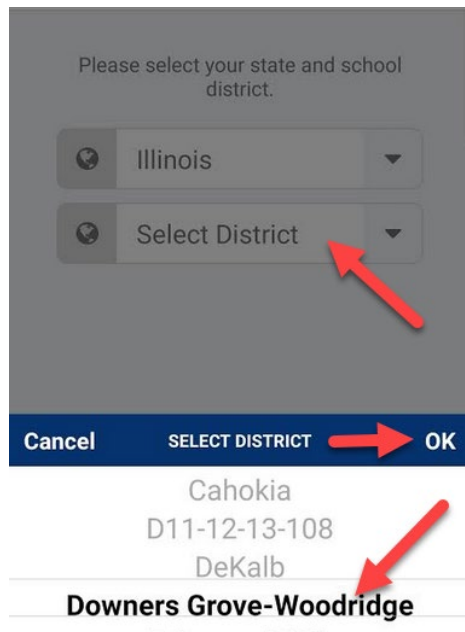 Please select your state and school
district.
Illinois
Select District
Cancel SELECT DISTRICT OK
Cahokia
D11-12-13-108
DeKalb
Downers Grove-Woodridge